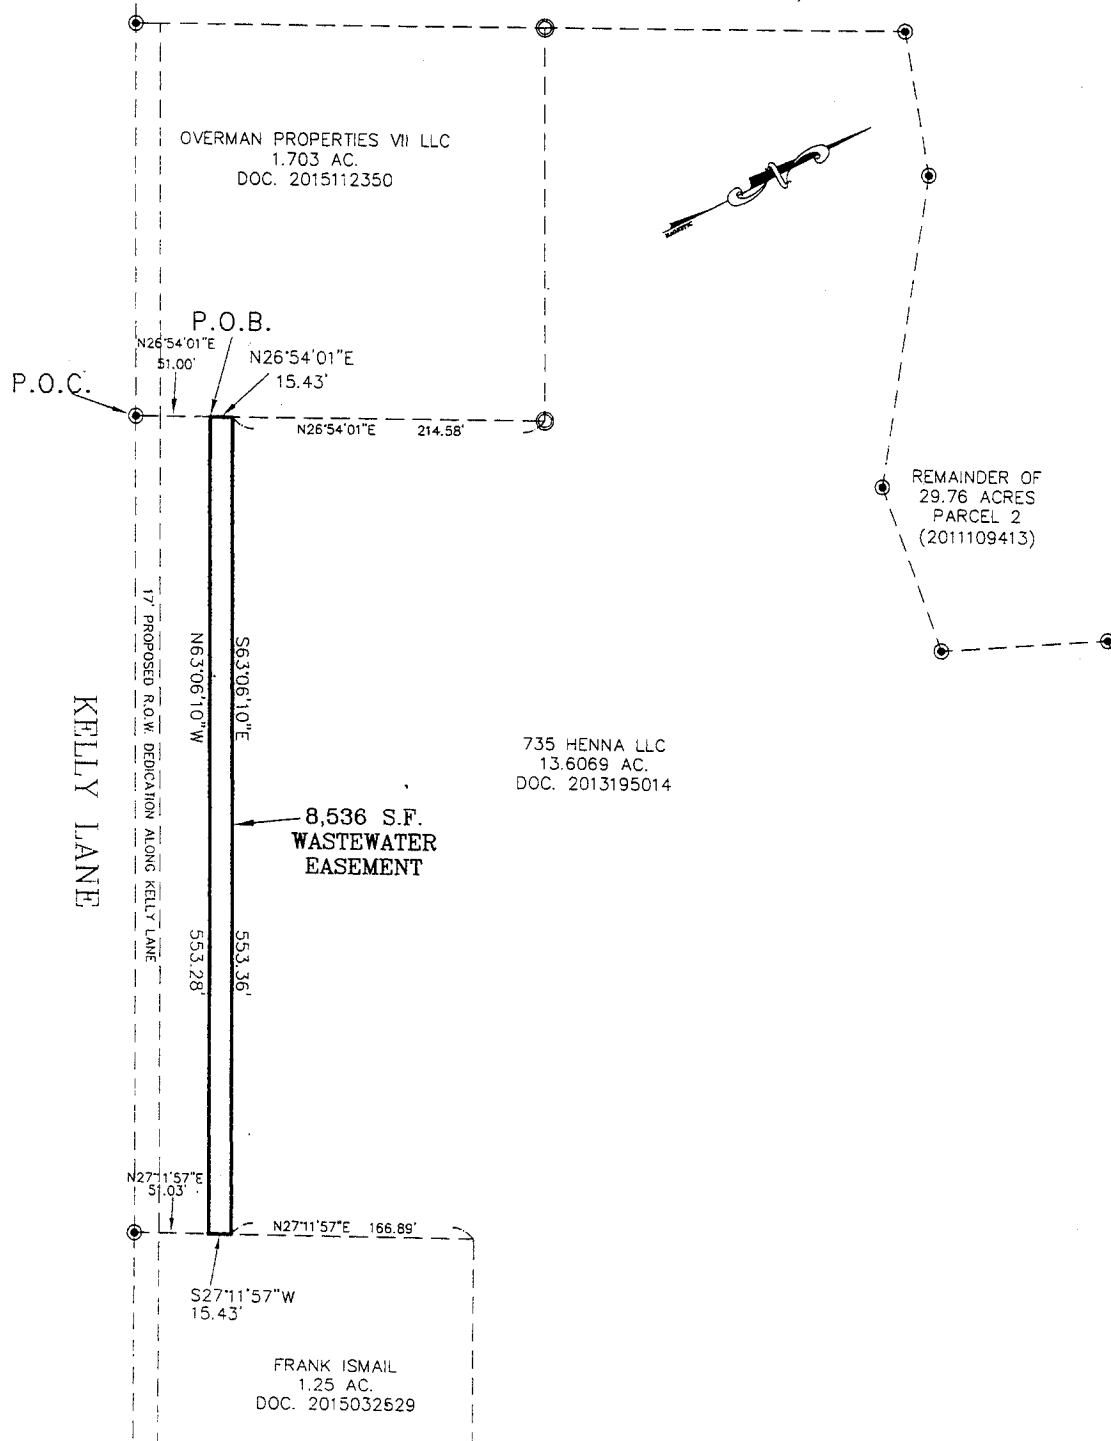 OVERMAN PROPERTIES VII LLC
1.703 AC.
DOC. 2015112350
MAGNETIC
N
P.O.B.
N26°54'01"E
51.00'
N26°54'01"E
15.43'
P.O.C.
N26°54'01"E 214.58'
REMAINDER OF
29.76 ACRES
PARCEL 2
(2011109413)
KELLY LANE
17' PROPOSED R.O.W. DEDICATION ALONG KELLY LANE
N63°06'10"W 553.28'
S63°06'10"E 553.36'
735 HENNA LLC
13.6069 AC.
DOC. 2013195014
8,536 S.F.
WASTEWATER
EASEMENT
N27°11'57"E
51.03'
N27°11'57"E 166.89'
S27°11'57"W
15.43'
FRANK ISMAIL
1.25 AC.
DOC. 2015032529